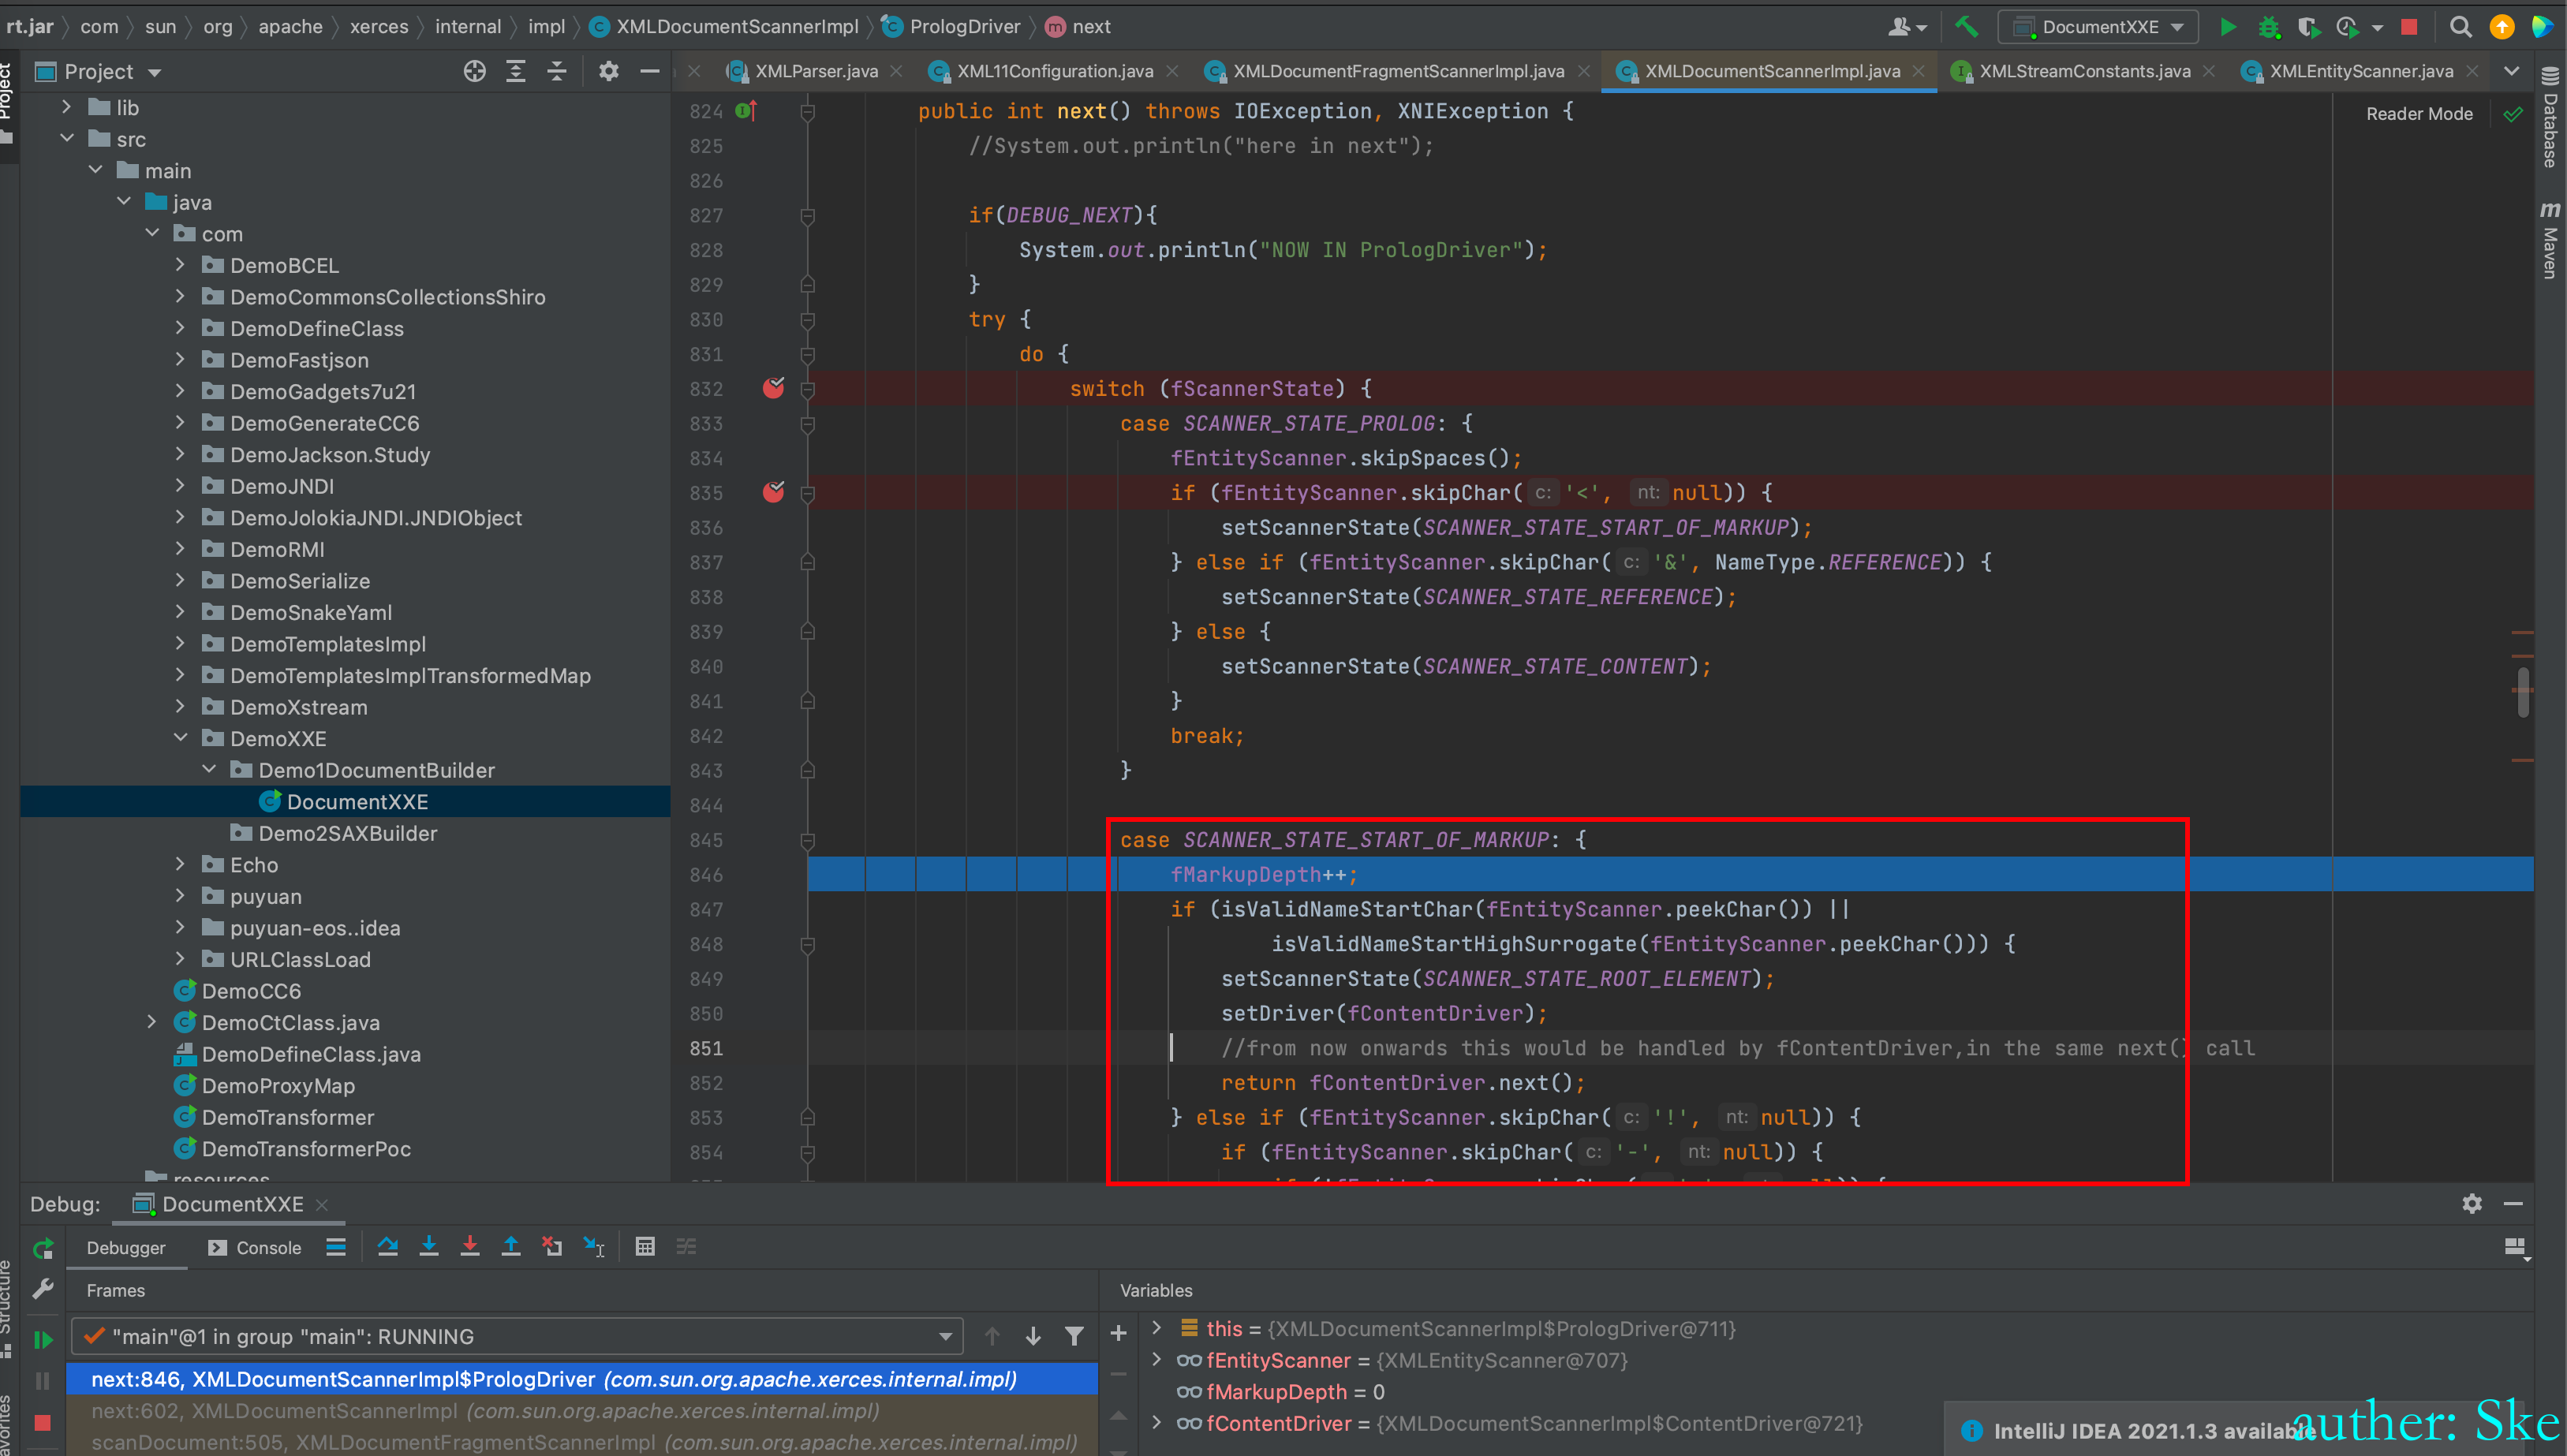 rt.jar com sun org apache xerces internal impl XMLDocumentScannerImpl PrologDriver next DocumentXXE
Project XMLParser.java XML11Configuration.java XMLDocumentFragmentScannerImpl.java XMLDocumentScannerImpl.java XMLStreamConstants.java XMLEntityScanner.java
Project
lib
src
main
java
com
DemoBCEL
DemoCommonsCollectionsShiro
DemoDefineClass
DemoFastjson
DemoGadgets7u21
DemoGenerateCC6
DemoJackson.Study
DemoJNDI
DemoJolokiaJNDI.JNDIObject
DemoRMI
DemoSerialize
DemoSnakeYaml
DemoTemplatesImpl
DemoTemplatesImplTransformedMap
DemoXstream
DemoXXE
Demo1DocumentBuilder
DocumentXXE
Demo2SAXBuilder
Echo
puyuan
puyuan-eos..idea
URLClassLoad
DemoCC6
DemoCtClass.java
DemoDefineClass.java
DemoProxyMap
DemoTransformer
DemoTransformerPoc
resources
824 public int next() throws IOException, XNIException {
825 //System.out.println("here in next");
826
827 if(DEBUG_NEXT){
828 System.out.println("NOW IN PrologDriver");
829 }
830 try {
831 do {
832 switch (fScannerState) {
833 case SCANNER_STATE_PROLOG: {
834 fEntityScanner.skipSpaces();
835 if (fEntityScanner.skipChar( c: '<', nt: null)) {
836 setScannerState(SCANNER_STATE_START_OF_MARKUP);
837 } else if (fEntityScanner.skipChar( c: '&', NameType.REFERENCE)) {
838 setScannerState(SCANNER_STATE_REFERENCE);
839 } else {
840 setScannerState(SCANNER_STATE_CONTENT);
841 }
842 break;
843 }
844
845 case SCANNER_STATE_START_OF_MARKUP: {
846 fMarkupDepth++;
847 if (isValidNameStartChar(fEntityScanner.peekChar()) ||
848 isValidNameStartHighSurrogate(fEntityScanner.peekChar())) {
849 setScannerState(SCANNER_STATE_ROOT_ELEMENT);
850 setDriver(fContentDriver);
851 //from now onwards this would be handled by fContentDriver,in the same next() call
852 return fContentDriver.next();
853 } else if (fEntityScanner.skipChar( c: '!', nt: null)) {
854 if (fEntityScanner.skipChar( c: '-', nt: null)) {
Reader Mode
Database
Maven
Debug: DocumentXXE
Debugger Console
Structure
Favorites
Frames
"main"@1 in group "main": RUNNING
next:846, XMLDocumentScannerImpl$PrologDriver (com.sun.org.apache.xerces.internal.impl)
next:602, XMLDocumentScannerImpl (com.sun.org.apache.xerces.internal.impl)
scanDocument:505, XMLDocumentFragmentScannerImpl (com.sun.org.apache.xerces.internal.impl)
Variables
this = {XMLDocumentScannerImpl$PrologDriver@711}
fEntityScanner = {XMLEntityScanner@707}
fMarkupDepth = 0
fContentDriver = {XMLDocumentScannerImpl$ContentDriver@721}
IntelliJ IDEA 2021.1.3 available
auther: Ske